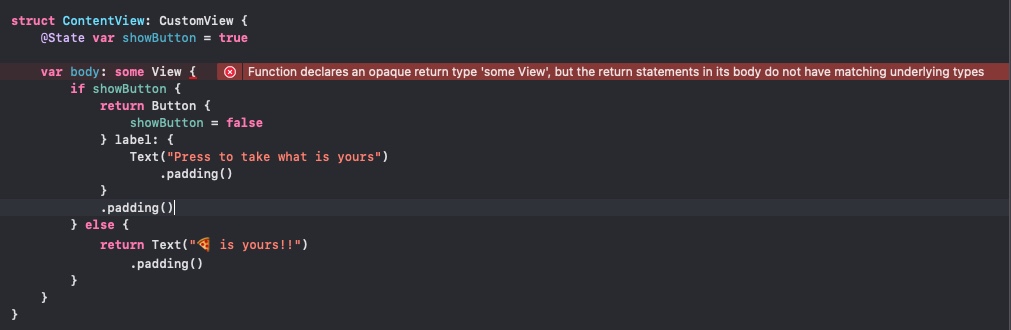 struct ContentView: CustomView {
    @State var showButton = true

    var body: some View { Function declares an opaque return type 'some View', but the return statements in its body do not have matching underlying types
        if showButton {
            return Button {
                showButton = false
            } label: {
                Text("Press to take what is yours")
                    .padding()
            }
            .padding()
        } else {
            return Text("🍕 is yours!!")
                .padding()
        }
    }
}